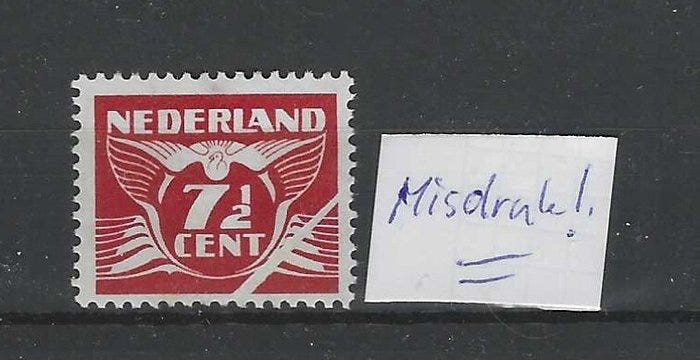 NEDERLAND
7½
CENT
Misdruk!